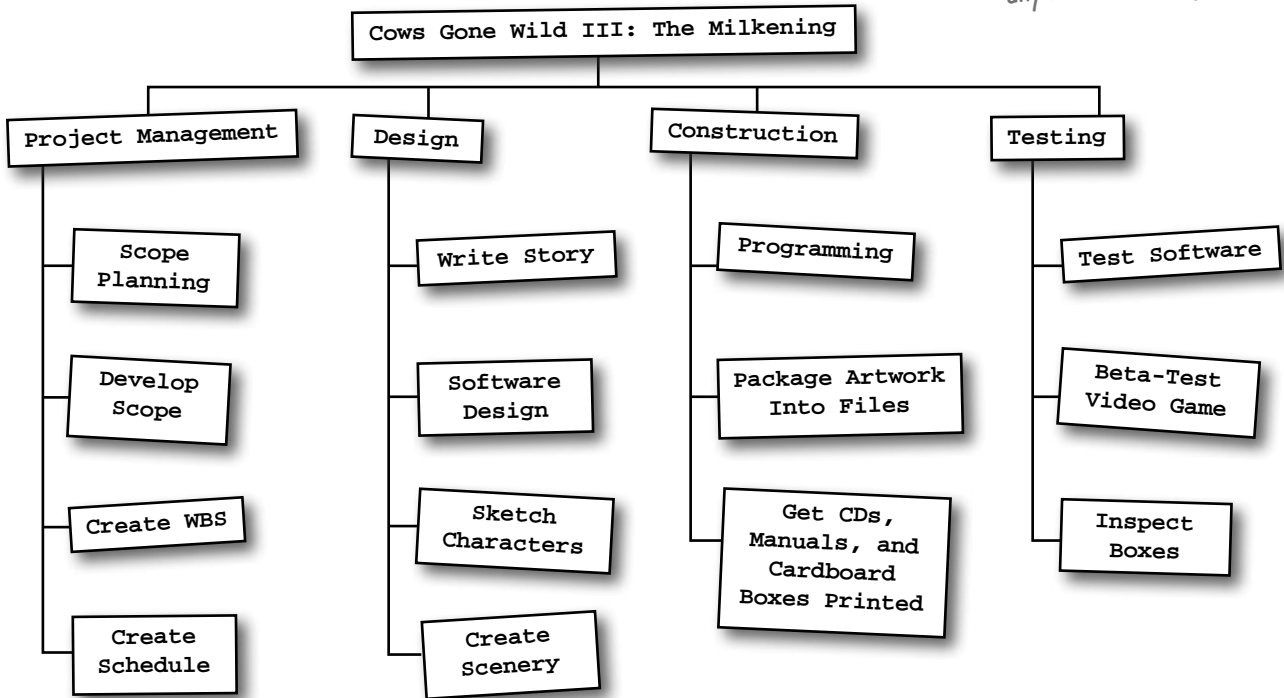 Cows Gone Wild III: The Milkening
Project Management
Design
Construction
Testing
Scope
Planning
Develop
Scope
Create WBS
Create
Schedule
Write Story
Software
Design
Sketch
Characters
Create
Scenery
Programming
Package Artwork
Into Files
Get CDs,
Manuals, and
Cardboard
Boxes Printed
Test Software
Beta-Test
Video Game
Inspect
Boxes